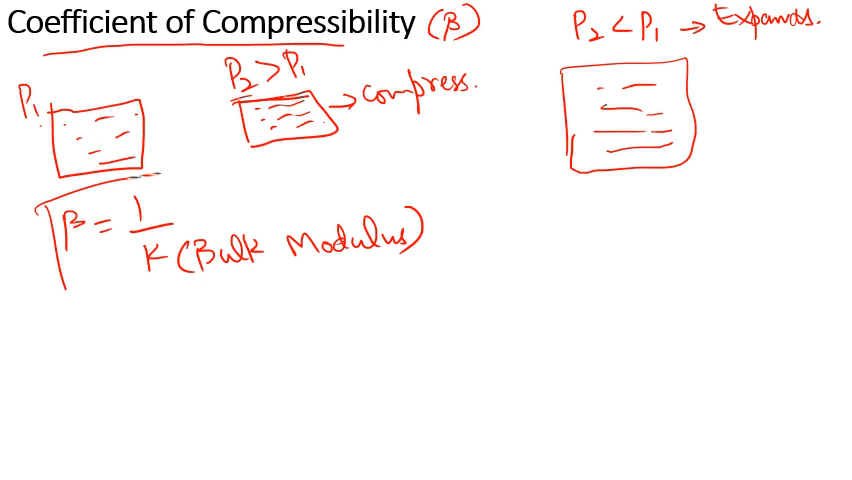 Coefficient of Compressibility (β)
P₂ < P₁ → Expands.
P₁
P₂ > P₁
→ compress.
β = 1/K (Bulk Modulus)